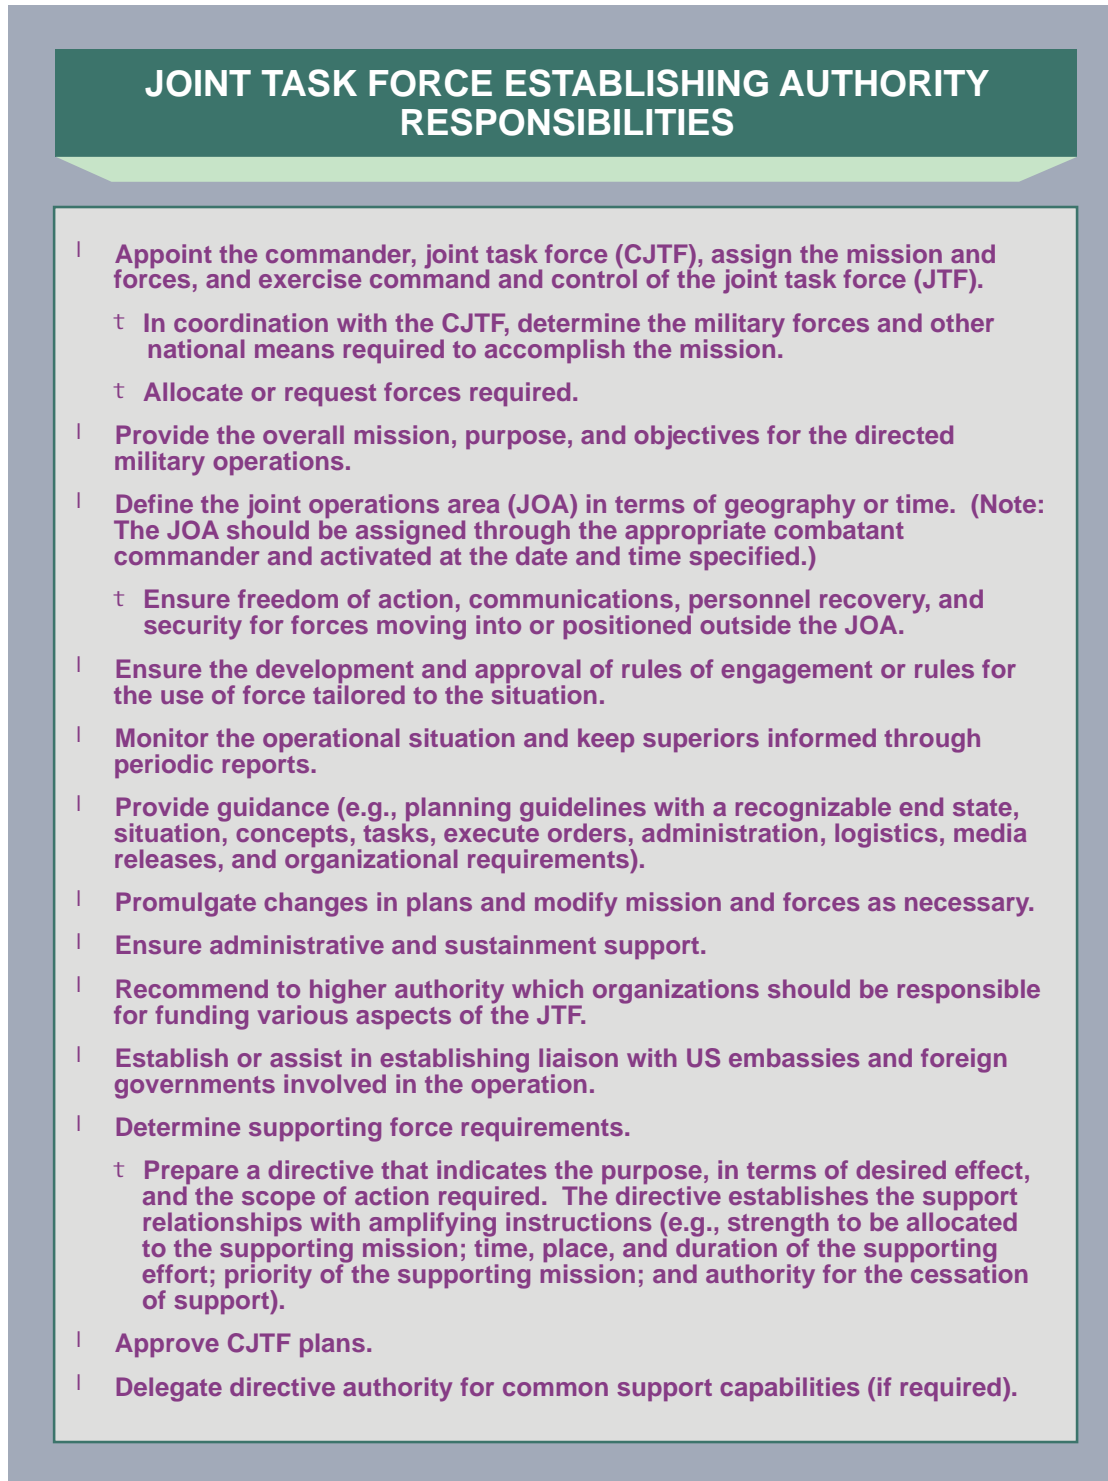 JOINT TASK FORCE ESTABLISHING AUTHORITY
RESPONSIBILITIES
l Appoint the commander, joint task force (CJTF), assign the mission and
forces, and exercise command and control of the joint task force (JTF).
t In coordination with the CJTF, determine the military forces and other
national means required to accomplish the mission.
t Allocate or request forces required.
l Provide the overall mission, purpose, and objectives for the directed
military operations.
l Define the joint operations area (JOA) in terms of geography or time. (Note:
The JOA should be assigned through the appropriate combatant
commander and activated at the date and time specified.)
t Ensure freedom of action, communications, personnel recovery, and
security for forces moving into or positioned outside the JOA.
l Ensure the development and approval of rules of engagement or rules for
the use of force tailored to the situation.
l Monitor the operational situation and keep superiors informed through
periodic reports.
l Provide guidance (e.g., planning guidelines with a recognizable end state,
situation, concepts, tasks, execute orders, administration, logistics, media
releases, and organizational requirements).
l Promulgate changes in plans and modify mission and forces as necessary.
l Ensure administrative and sustainment support.
l Recommend to higher authority which organizations should be responsible
for funding various aspects of the JTF.
l Establish or assist in establishing liaison with US embassies and foreign
governments involved in the operation.
l Determine supporting force requirements.
t Prepare a directive that indicates the purpose, in terms of desired effect,
and the scope of action required. The directive establishes the support
relationships with amplifying instructions (e.g., strength to be allocated
to the supporting mission; time, place, and duration of the supporting
effort; priority of the supporting mission; and authority for the cessation
of support).
l Approve CJTF plans.
l Delegate directive authority for common support capabilities (if required).